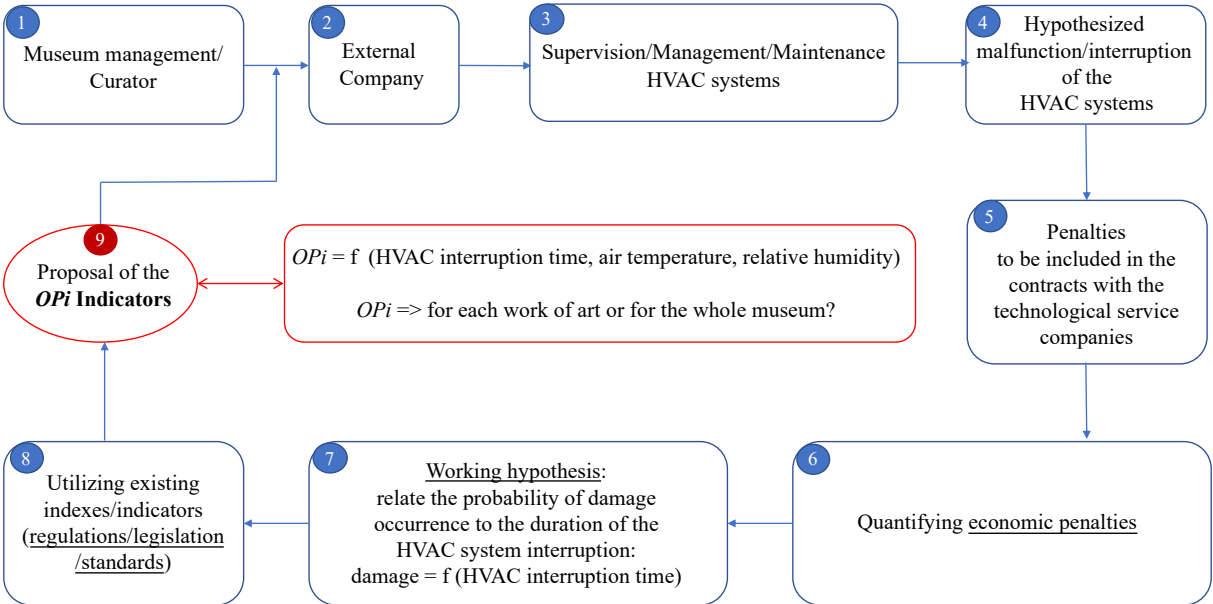 1
Museum management/
Curator
2
External
Company
3
Supervision/Management/Maintenance
HVAC systems
4
Hypothesized
malfunction/interruption
of the
HVAC systems
5
Penalties
to be included in the
contracts with the
technological service
companies
6
Quantifying economic penalties
7
Working hypothesis:
relate the probability of damage
occurrence to the duration of the
HVAC system interruption:
damage = f (HVAC interruption time)
8
Utilizing existing
indexes/indicators
(regulations/legislation
/standards)
9
Proposal of the
OPi Indicators
OPi = f (HVAC interruption time, air temperature, relative humidity)
OPi => for each work of art or for the whole museum?